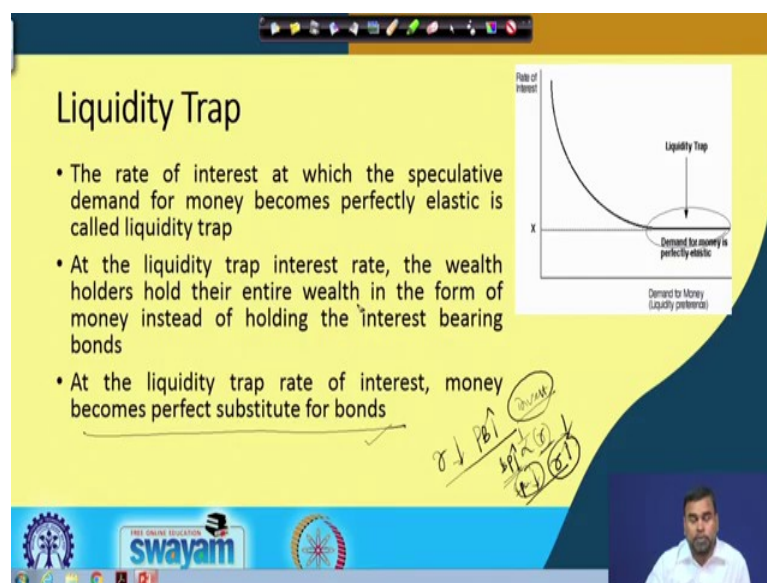 Liquidity Trap
• The rate of interest at which the speculative
demand for money becomes perfectly elastic is
called liquidity trap
• At the liquidity trap interest rate, the wealth
holders hold their entire wealth in the form of
money instead of holding the interest bearing
bonds
• At the liquidity trap rate of interest, money
becomes perfect substitute for bonds
Rate of
Interest
Liquidity Trap
X
Demand for money is
perfectly elastic
Demand for Money
(Liquidity preference)
r ↓ PB↑
FREE ONLINE EDUCATION
swayam